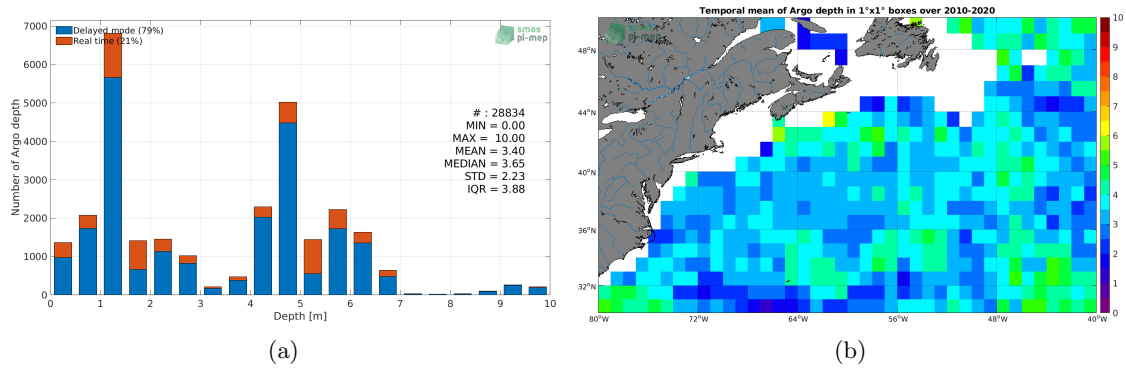 Delayed mode (79%)
Real time (21%)
smos
pi-mep
7000
6000
5000
4000
3000
2000
1000
0
Number of Argo depth
# : 28834
MIN = 0.00
MAX = 10.00
MEAN = 3.40
MEDIAN = 3.65
STD = 2.23
IQR = 3.88
0 1 2 3 4 5 6 7 8 9 10
Depth [m]
(a)
Temporal mean of Argo depth in 1°x1° boxes over 2010-2020
smos
pi-mep
48°N
44°N
40°N
36°N
32°N
80°W 72°W 64°W 56°W 48°W 40°W
10
9
8
7
6
5
4
3
2
1
0
(b)